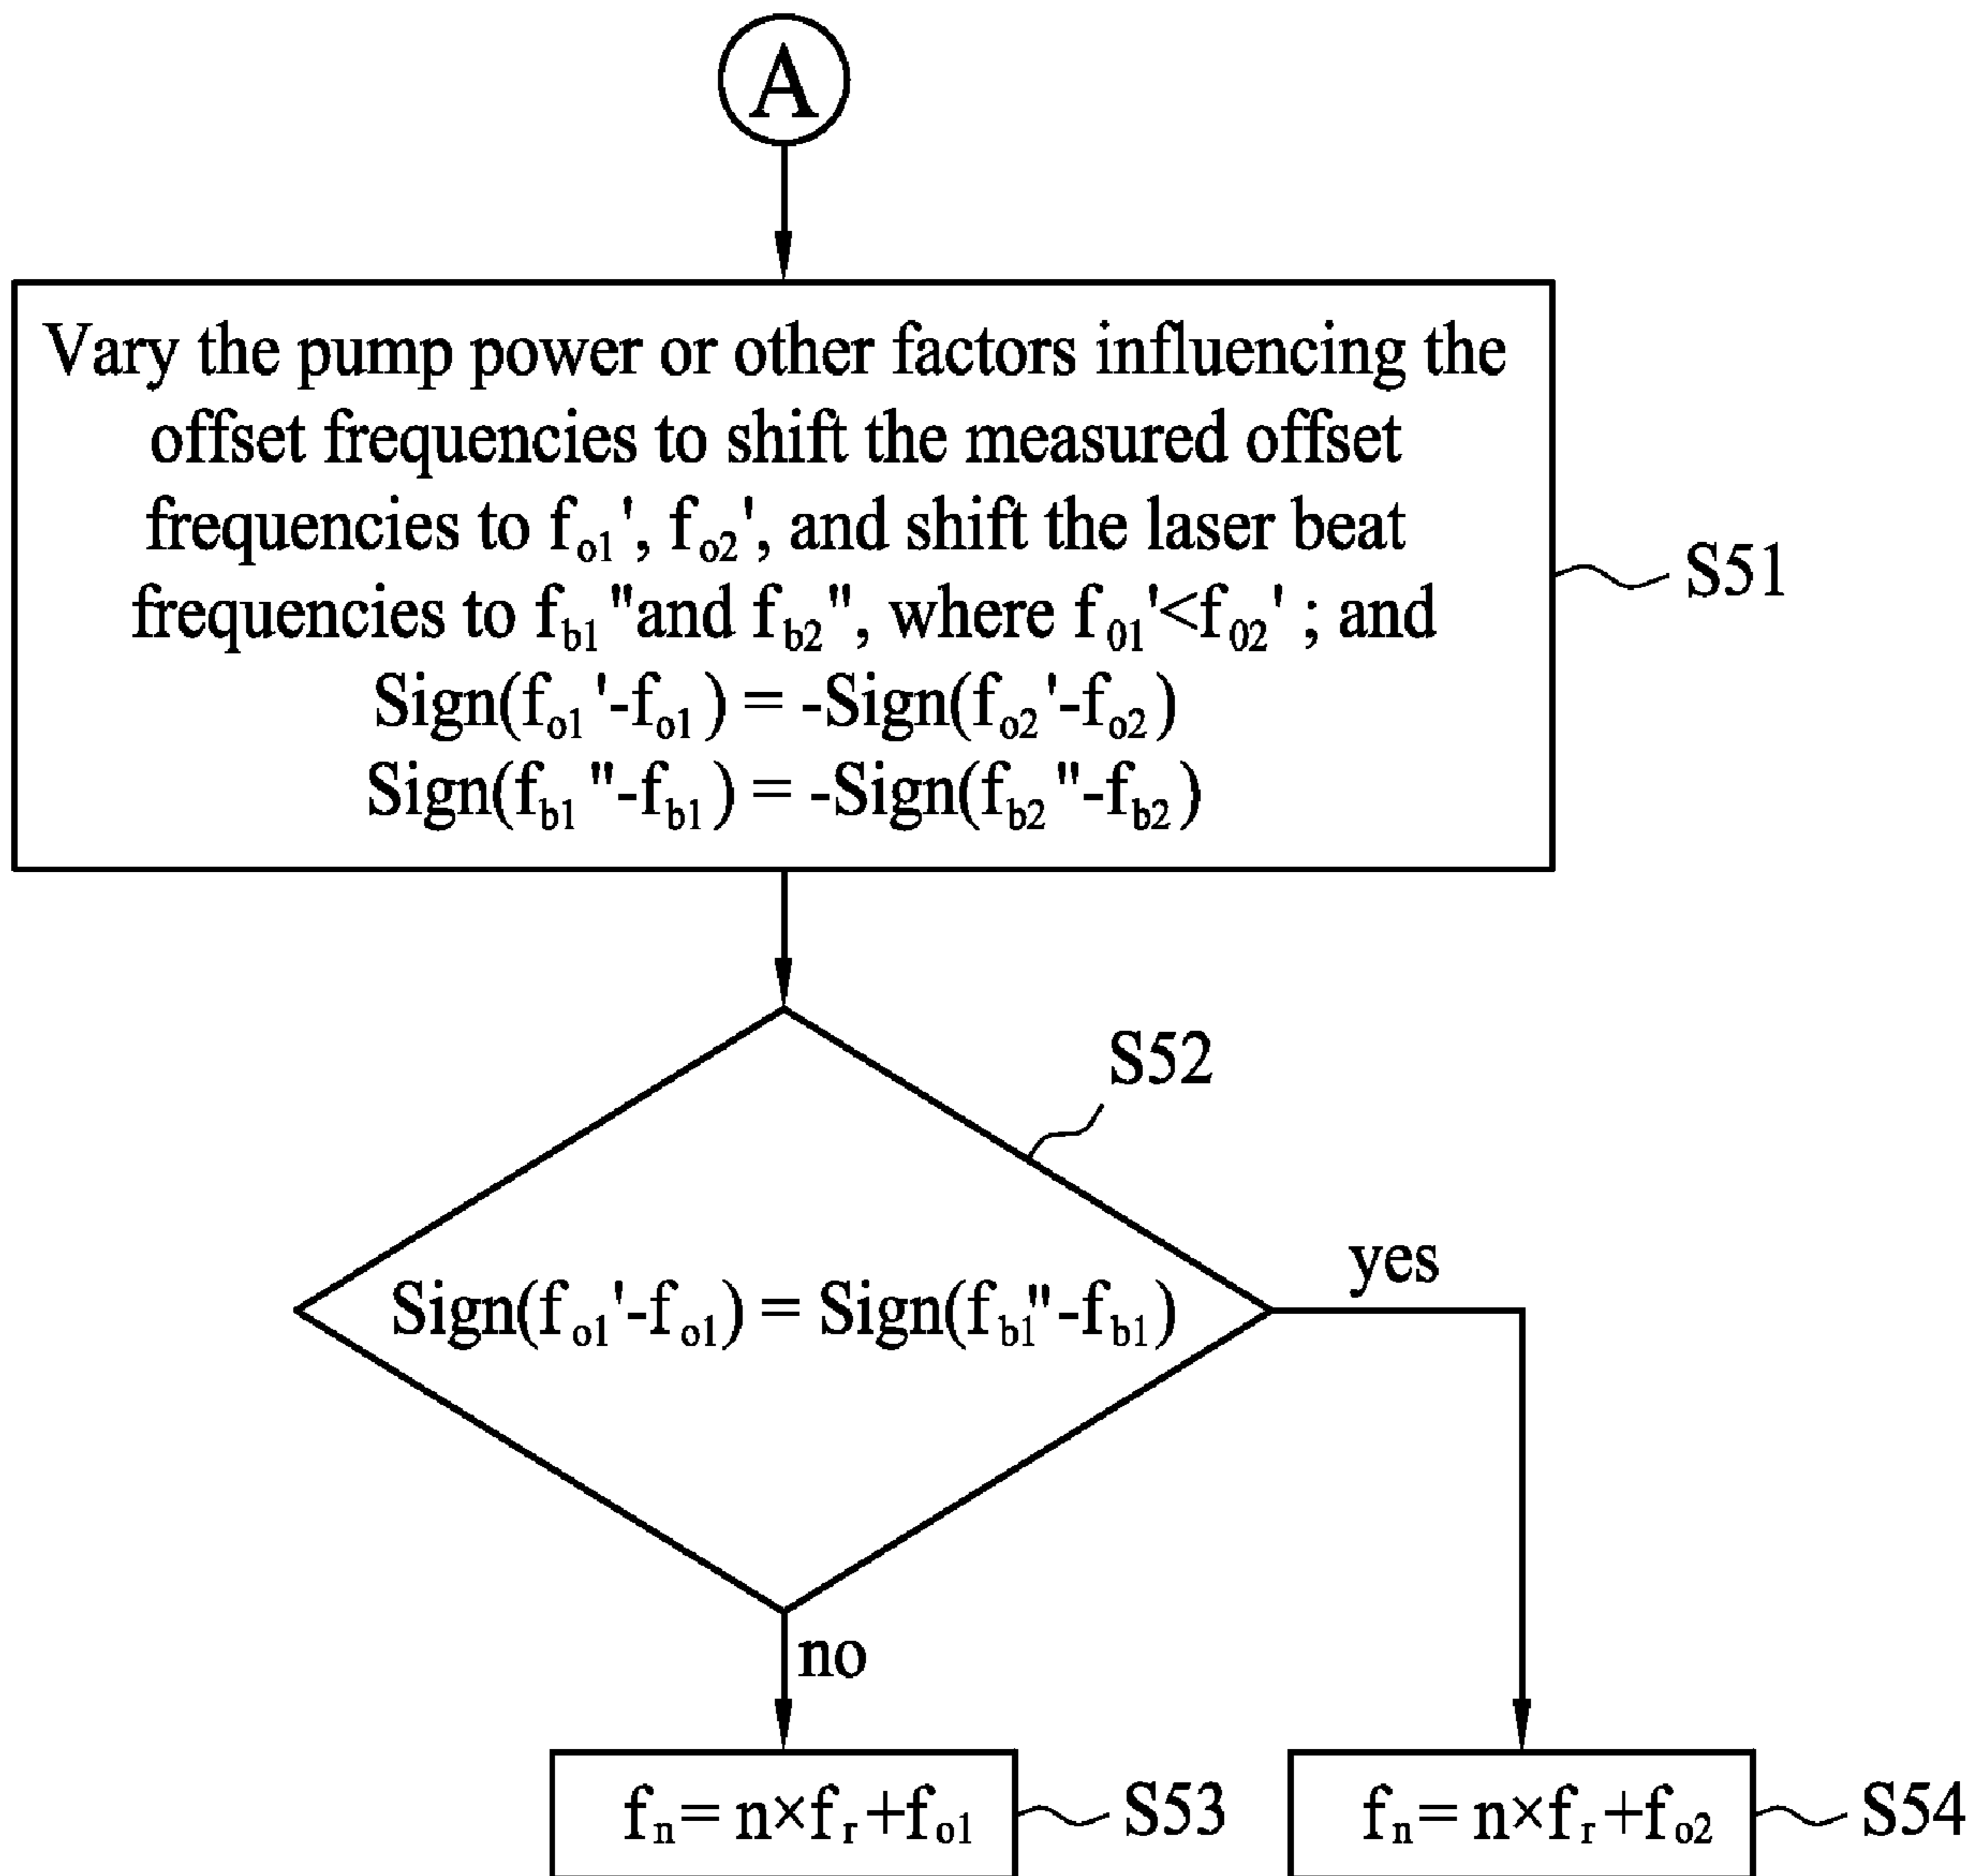 A
Vary the pump power or other factors influencing the
offset frequencies to shift the measured offset
frequencies to fo1', fo2', and shift the laser beat
frequencies to fb1"and fb2", where f01'<f02' ; and
Sign(fo1'-fo1) = -Sign(fo2'-fo2)
Sign(fb1"-fb1) = -Sign(fb2"-fb2)
S51
S52
Sign(fo1'-fo1) = Sign(fb1"-fb1)
yes
no
fn= n×fr+fo1
S53
fn= n×fr+fo2
S54